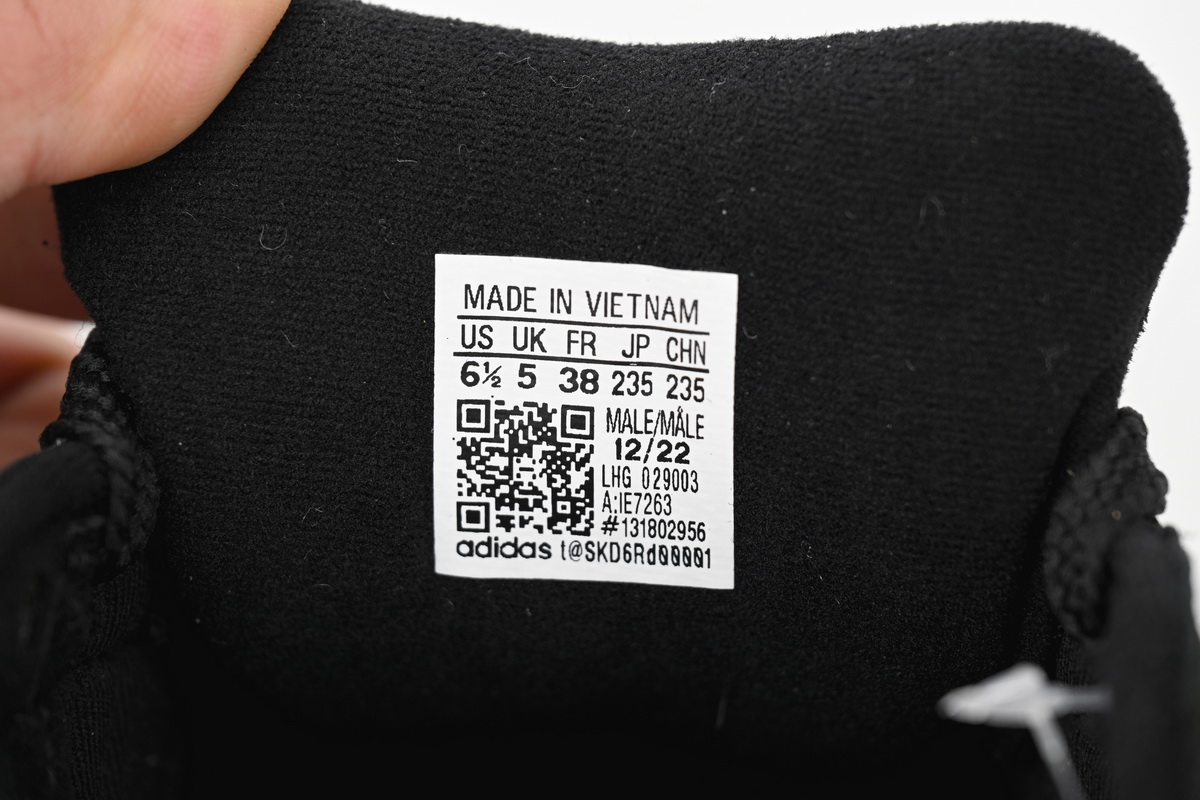 MADE IN VIETNAM
US UK FR JP CHN
6½ 5 38 235 235
MALE/MÂLE
12/22
LHG 029003
A:IE7263
#131802956
adidas t@SKD6Rd00001